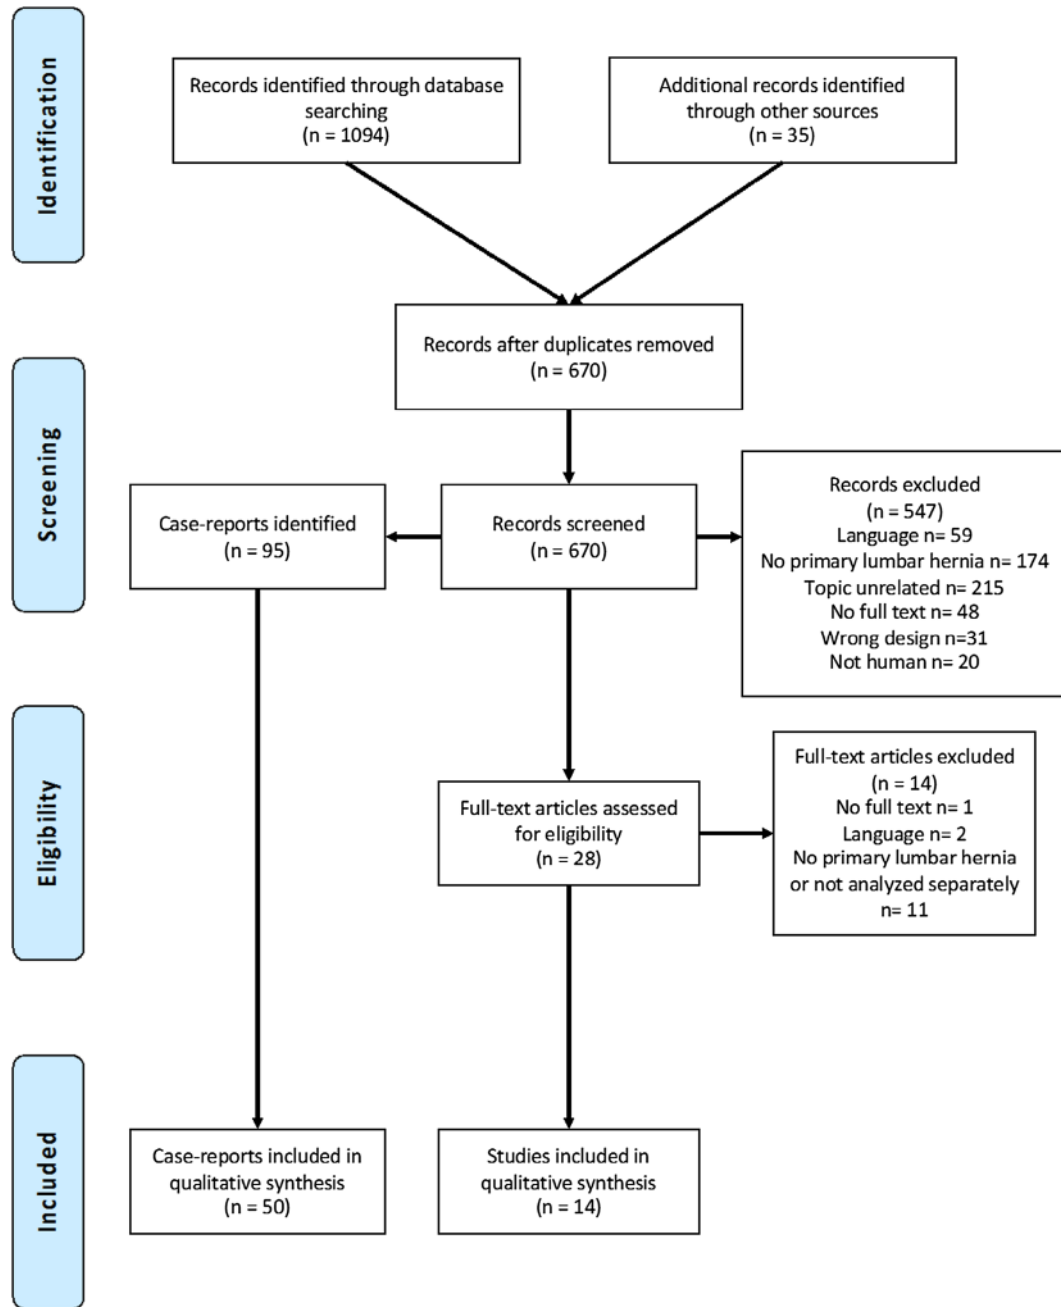 Identification
Records identified through database
searching
(n = 1094)
Additional records identified
through other sources
(n = 35)
Records after duplicates removed
(n = 670)
Screening
Case-reports identified
(n = 95)
Records screened
(n = 670)
Records excluded
(n = 547)
Language n= 59
No primary lumbar hernia n= 174
Topic unrelated n= 215
No full text n= 48
Wrong design n=31
Not human n= 20
Eligibility
Full-text articles assessed
for eligibility
(n = 28)
Full-text articles excluded
(n = 14)
No full text n= 1
Language n= 2
No primary lumbar hernia
or not analyzed separately
n= 11
Included
Case-reports included in
qualitative synthesis
(n = 50)
Studies included in
qualitative synthesis
(n = 14)